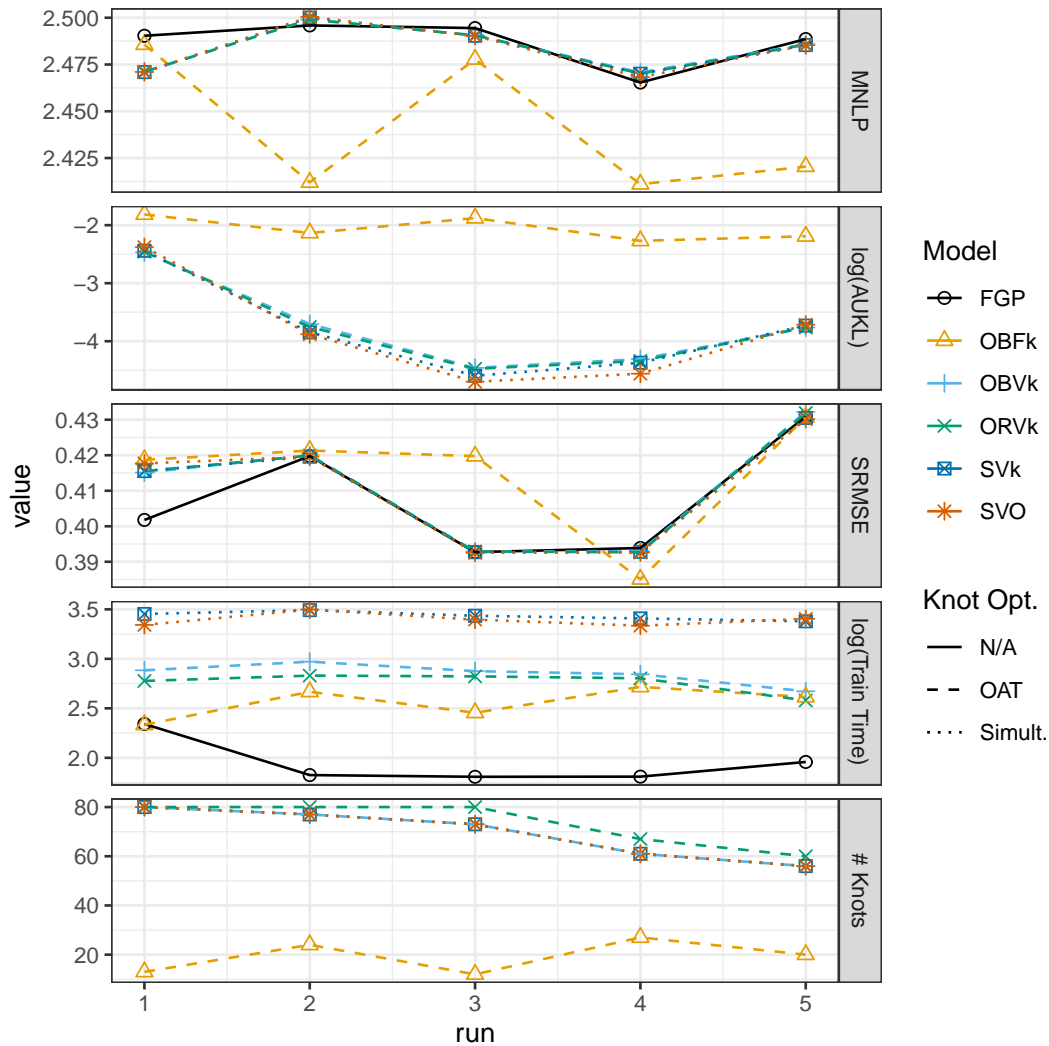 2.500
2.475
2.450
2.425
MNLP
−2
−3
−4
log(AUKL)
0.43
0.42
0.41
0.40
0.39
SRMSE
3.5
3.0
2.5
2.0
log(Train Time)
80
60
40
20
# Knots
1 2 3 4 5
run
value
Model
FGP
OBFk
OBVk
ORVk
SVk
SVO
Knot Opt.
N/A
OAT
Simult.